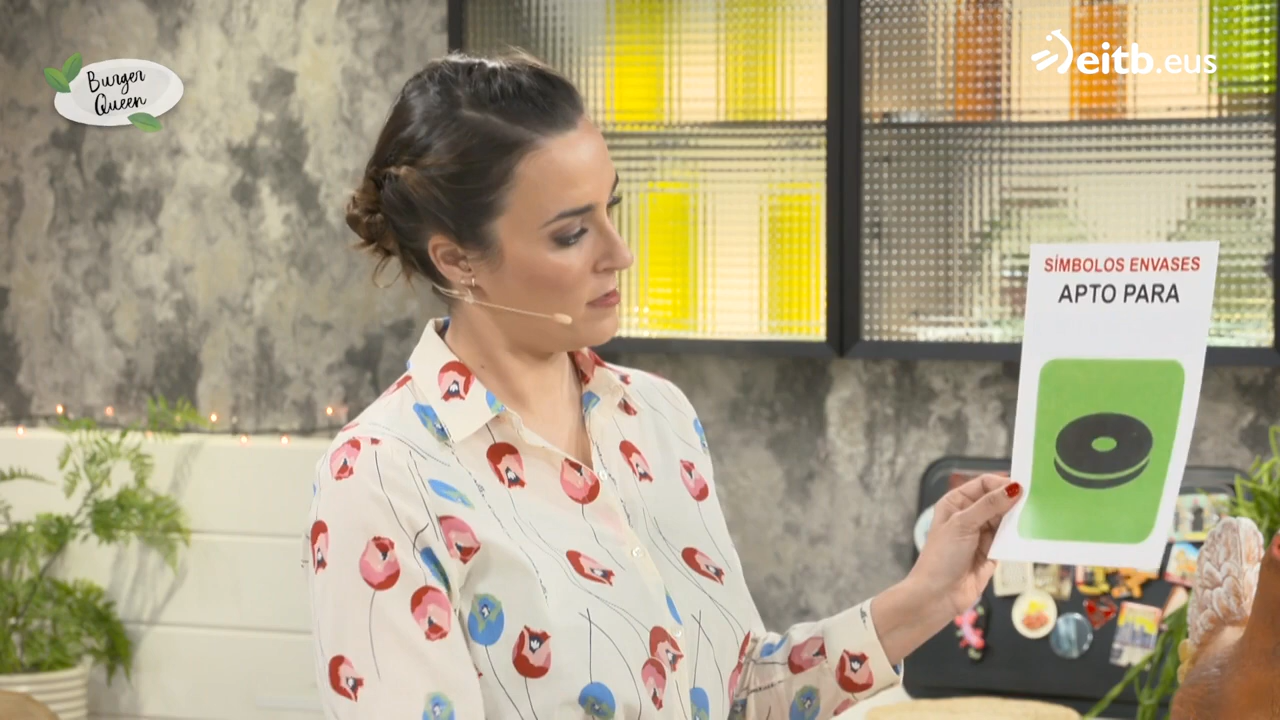 Burger
Queen
eitb.eus
SÍMBOLOS ENVASES
APTO PARA